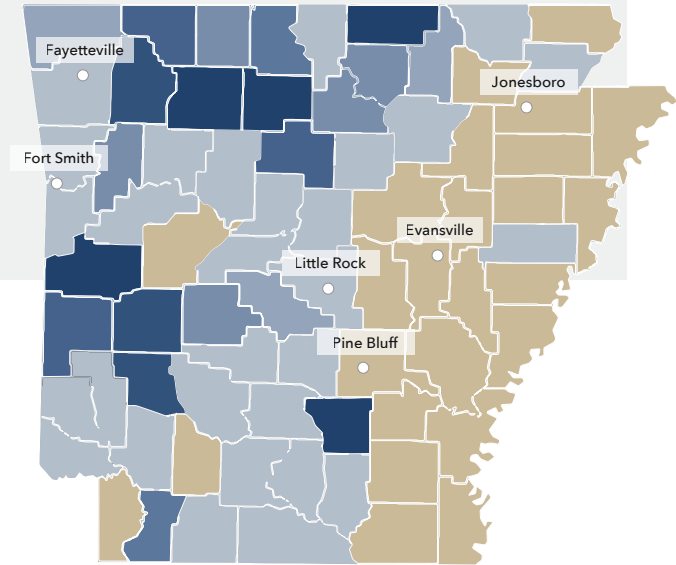 Fayetteville
Jonesboro
Fort Smith
Evansville
Little Rock
Pine Bluff